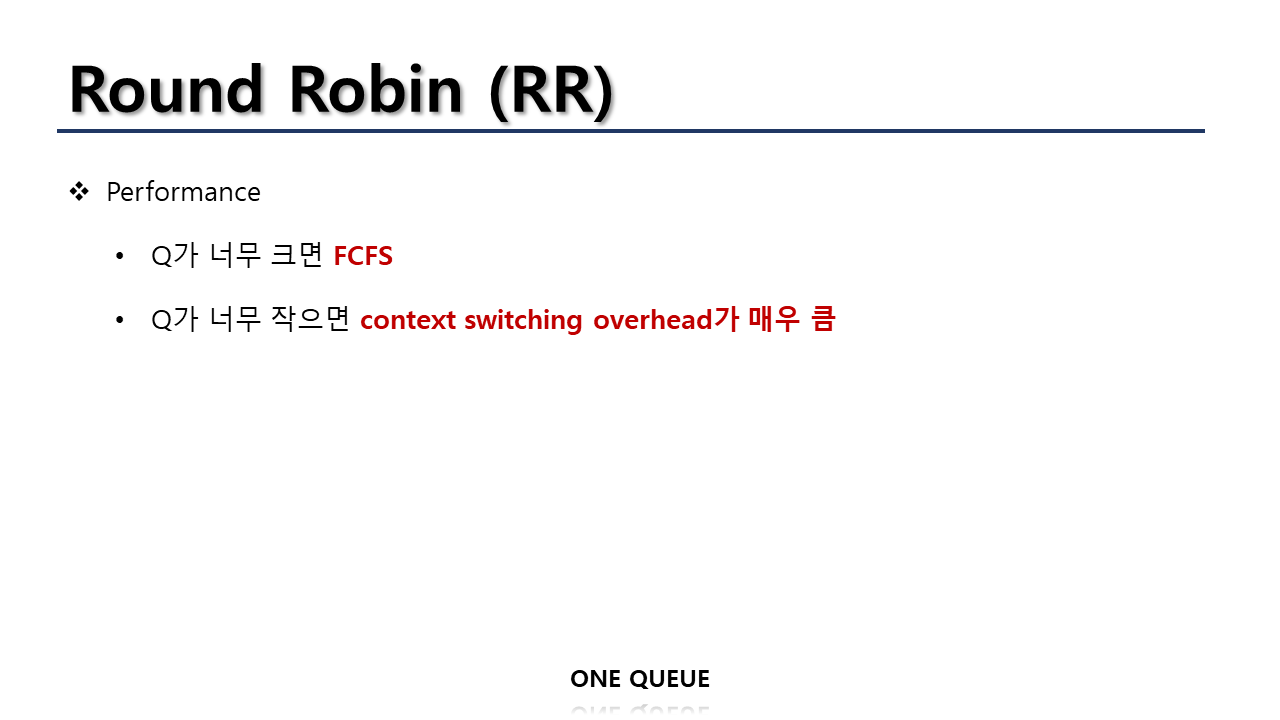 Round Robin (RR)
❖ Performance
• Q가 너무 크면 FCFS
• Q가 너무 작으면 context switching overhead가 매우 큼
ONE QUEUE